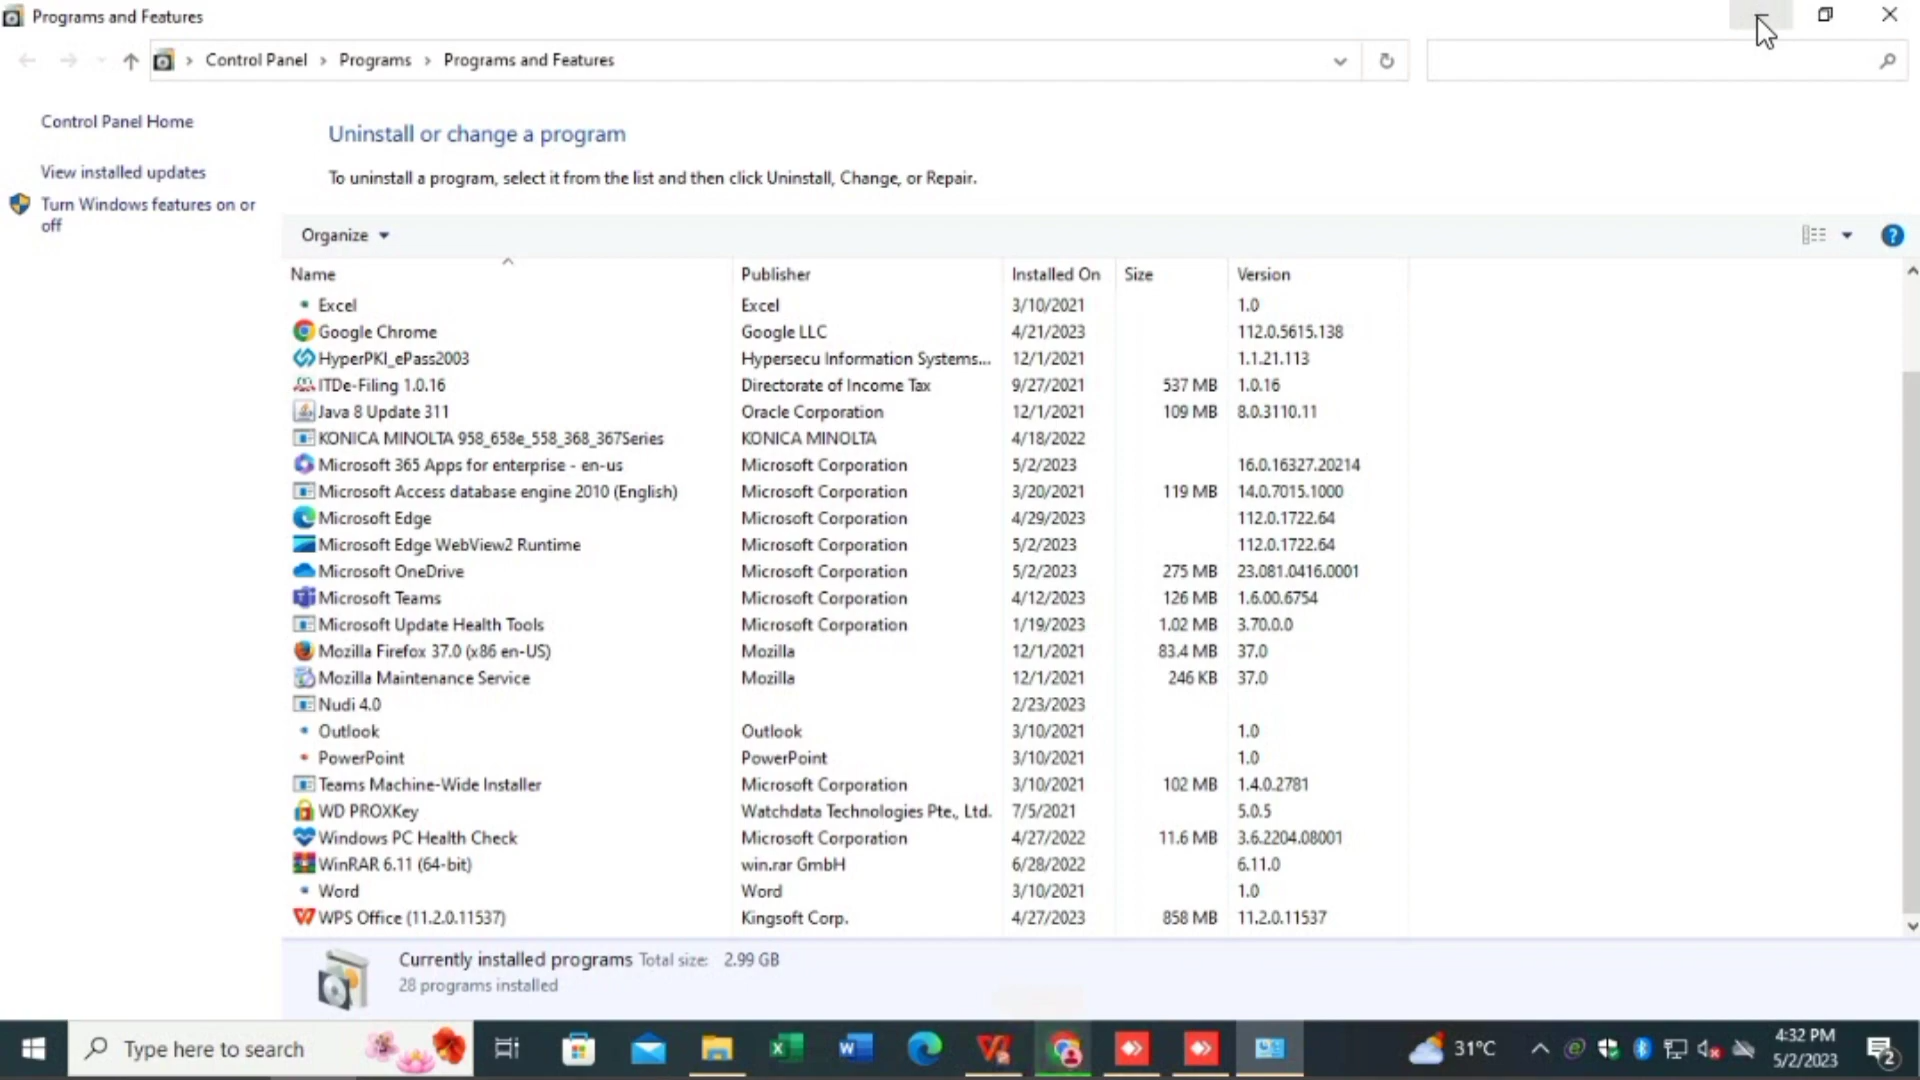 Programs and Features
Control Panel > Programs > Programs and Features
Control Panel Home
View installed updates
Turn Windows features on or
off
Uninstall or change a program
To uninstall a program, select it from the list and then click Uninstall, Change, or Repair.
Organize
Name Publisher Installed On Size Version
Excel Excel 3/10/2021 1.0
Google Chrome Google LLC 4/21/2023 112.0.5615.138
HyperPKI_ePass2003 Hypersecu Information Systems... 12/1/2021 1.1.21.113
ITDe-Filing 1.0.16 Directorate of Income Tax 9/27/2021 537 MB 1.0.16
Java 8 Update 311 Oracle Corporation 12/1/2021 109 MB 8.0.3110.11
KONICA MINOLTA 958_658e_558_368_367Series KONICA MINOLTA 4/18/2022
Microsoft 365 Apps for enterprise - en-us Microsoft Corporation 5/2/2023 16.0.16327.20214
Microsoft Access database engine 2010 (English) Microsoft Corporation 3/20/2021 119 MB 14.0.7015.1000
Microsoft Edge Microsoft Corporation 4/29/2023 112.0.1722.64
Microsoft Edge WebView2 Runtime Microsoft Corporation 5/2/2023 112.0.1722.64
Microsoft OneDrive Microsoft Corporation 5/2/2023 275 MB 23.081.0416.0001
Microsoft Teams Microsoft Corporation 4/12/2023 126 MB 1.6.00.6754
Microsoft Update Health Tools Microsoft Corporation 1/19/2023 1.02 MB 3.70.0.0
Mozilla Firefox 37.0 (x86 en-US) Mozilla 12/1/2021 83.4 MB 37.0
Mozilla Maintenance Service Mozilla 12/1/2021 246 KB 37.0
Nudi 4.0 2/23/2023
Outlook Outlook 3/10/2021 1.0
PowerPoint PowerPoint 3/10/2021 1.0
Teams Machine-Wide Installer Microsoft Corporation 3/10/2021 102 MB 1.4.0.2781
WD PROXKey Watchdata Technologies Pte., Ltd. 7/5/2021 5.0.5
Windows PC Health Check Microsoft Corporation 4/27/2022 11.6 MB 3.6.2204.08001
WinRAR 6.11 (64-bit) win.rar GmbH 6/28/2022 6.11.0
Word Word 3/10/2021 1.0
WPS Office (11.2.0.11537) Kingsoft Corp. 4/27/2023 858 MB 11.2.0.11537
Currently installed programs Total size: 2.99 GB
28 programs installed
Type here to search
31°C
4:32 PM
5/2/2023
2